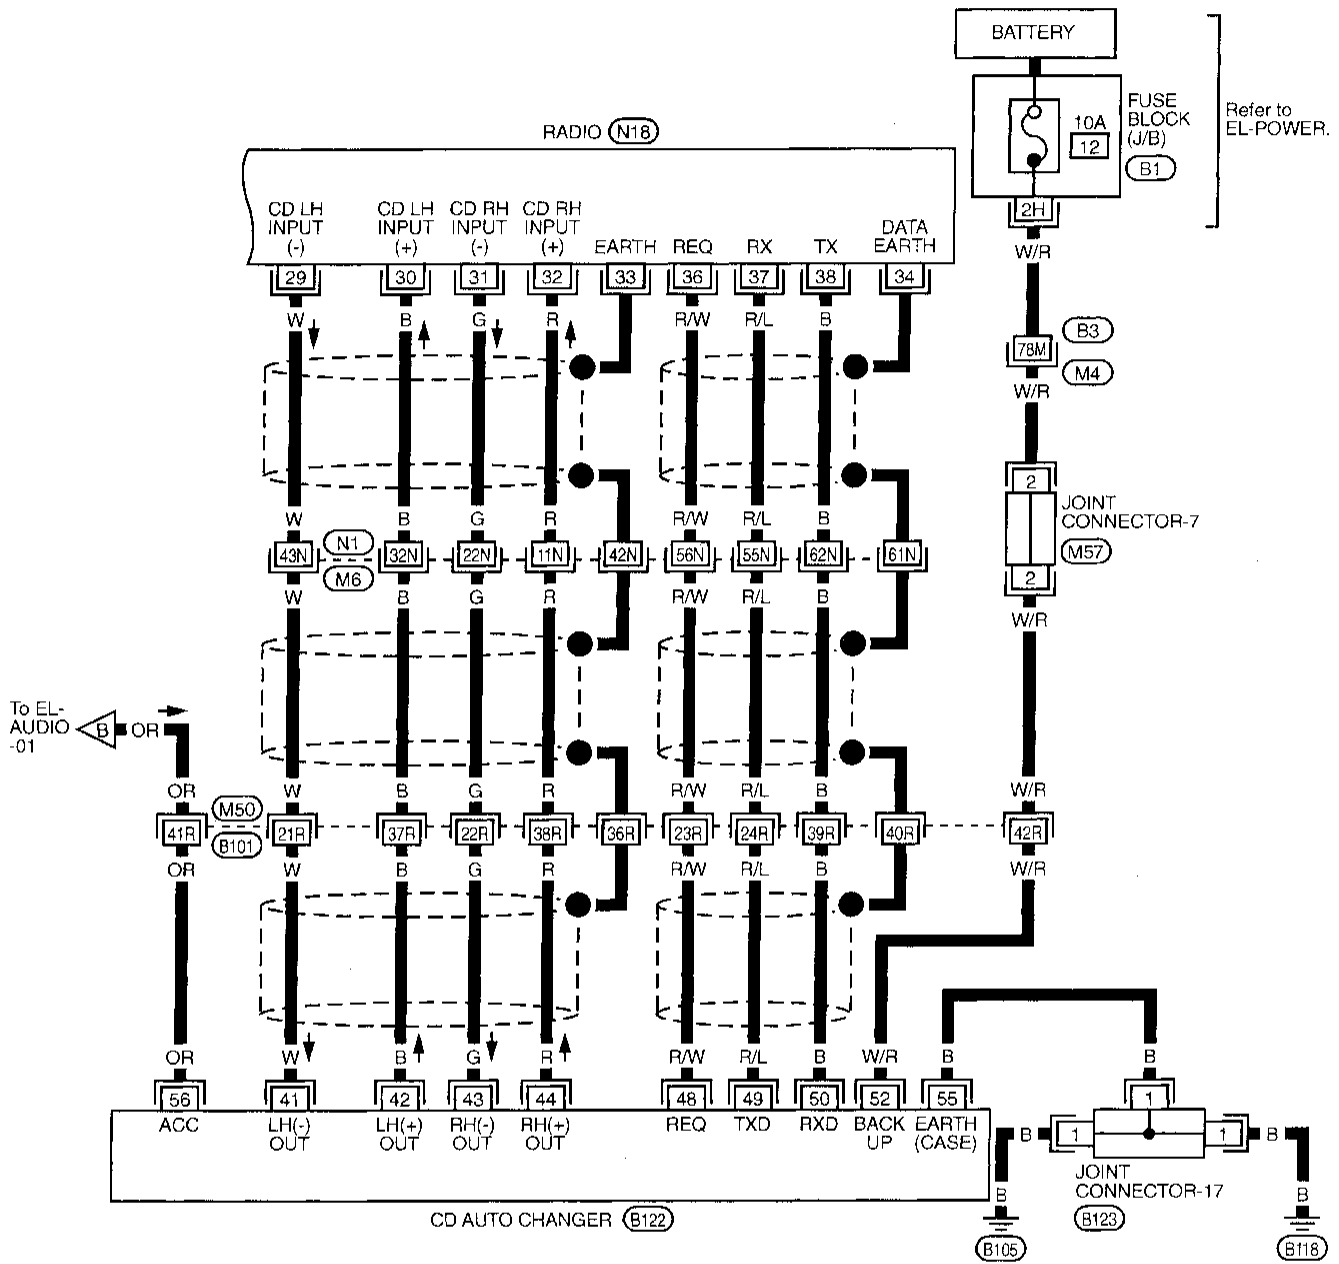 BATTERY
FUSE
BLOCK
(J/B)
10A
12
B1
Refer to
EL-POWER.
2H
W/R
RADIO N18
CD LH
INPUT
(-)
CD LH
INPUT
(+)
CD RH
INPUT
(-)
CD RH
INPUT
(+)
EARTH
REQ
RX
TX
DATA
EARTH
29 30 31 32 33 36 37 38 34
W B G R R/W R/L B
B3
78M
M4
W/R
2
JOINT
CONNECTOR-7
M57
2
W/R
W B G R R/W R/L B
N1
43N 32N 22N 11N 42N 56N 55N 62N 61N
M6
W B G R R/W R/L B
To EL-
AUDIO
-01
B OR
OR W B G R R/W R/L B W/R
M50
41R 21R 37R 22R 38R 36R 23R 24R 39R 40R 42R
B101
OR W B G R R/W R/L B W/R
OR W B G R R/W R/L B W/R B B
56 41 42 43 44 48 49 50 52 55 1
ACC
LH(-)
OUT
LH(+)
OUT
RH(-)
OUT
RH(+)
OUT
REQ
TXD
RXD
BACK
UP
EARTH
(CASE)
B 1 1 B
JOINT
CONNECTOR-17
B123
B B
B105 B118
CD AUTO CHANGER B122